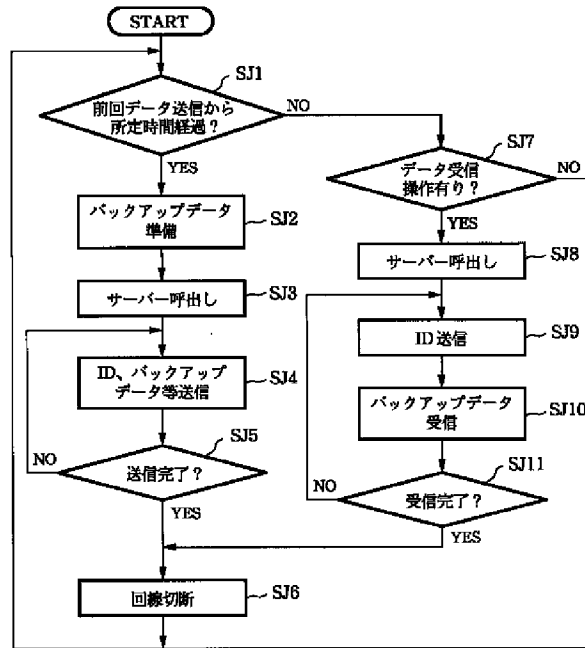 START
SJ1
前回データ送信から
所定時間経過？
NO
YES
SJ7
データ受信
操作有り？
NO
YES
バックアップデータ
準備
SJ2
サーバー呼出し
SJ8
サーバー呼出し
SJ3
ID送信
SJ9
ID、バックアップ
データ等送信
SJ4
バックアップデータ
受信
SJ10
SJ5
送信完了？
NO
YES
SJ11
受信完了？
NO
YES
回線切断
SJ6